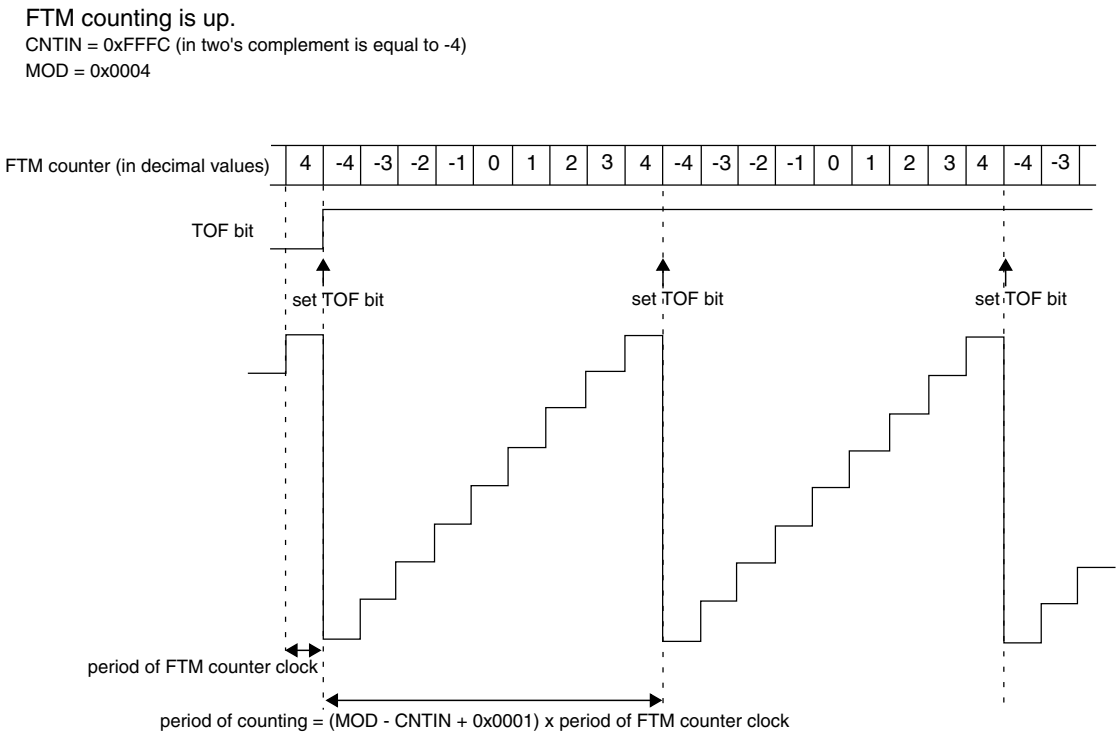 FTM counting is up.
CNTIN = 0xFFFC (in two's complement is equal to -4)
MOD = 0x0004
FTM counter (in decimal values) 4 -4 -3 -2 -1 0 1 2 3 4 -4 -3 -2 -1 0 1 2 3 4 -4 -3
TOF bit
set TOF bit set TOF bit set TOF bit
period of FTM counter clock
period of counting = (MOD - CNTIN + 0x0001) x period of FTM counter clock